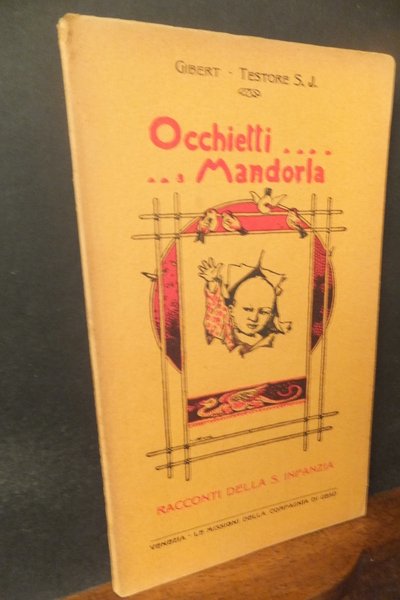 GIBERT - TESTORE S. J.
Occhietti ....
... Mandorla
RACCONTI DELLA S. INFANZIA
VENEZIA - LE MISSIONI DELLA COMPAGNIA DI GESÙ